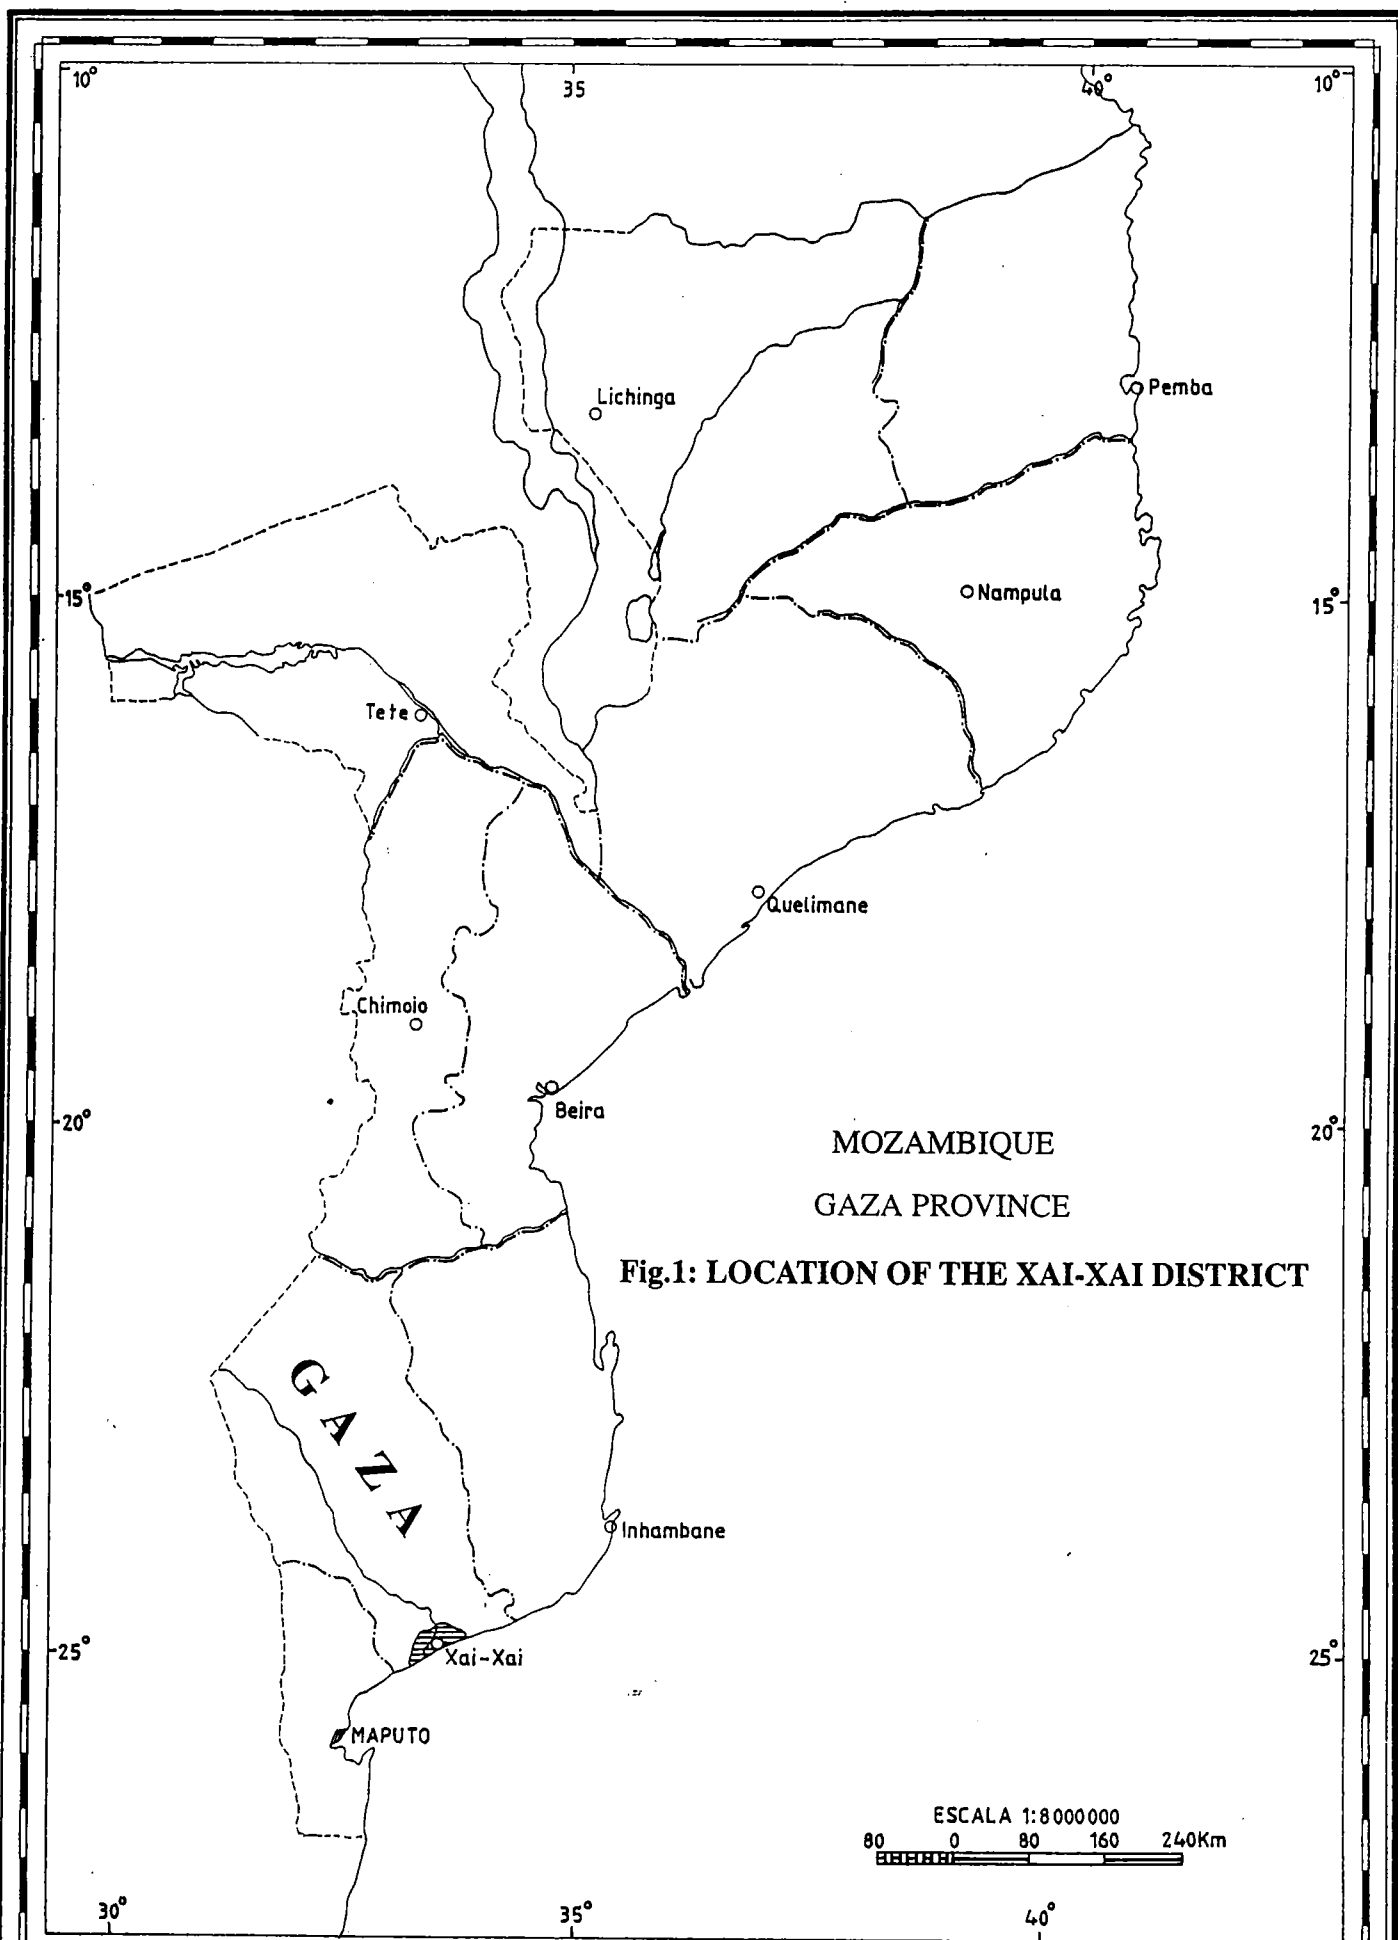 10° 35 40° 10°
Lichinga
Pemba
15° Nampula 15°
Tete
Quelimane
Chimoio
Beira
20° 20°
MOZAMBIQUE
GAZA PROVINCE
Fig.1: LOCATION OF THE XAI-XAI DISTRICT
GAZA
Inhambane
25° Xai-Xai 25°
MAPUTO
ESCALA 1:8000000
80 0 80 160 240Km
30° 35° 40°